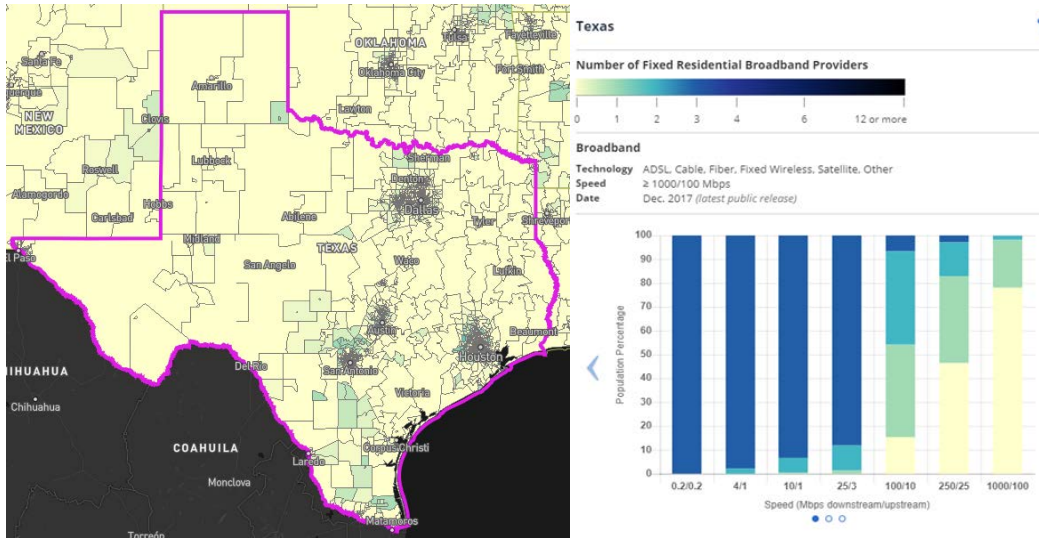 OKLAHOMA
Tulsa
Fayetteville
Santa Fe
Oklahoma City
Fort Smith
Amarillo
NEW
MEXICO
Clovis
Lawton
Roswell
Lubbock
Sherman
Denton
Alamogordo
Hobbs
Carlsbad
Abilene
Dallas
Tyler
Shreveport
Midland
El Paso
TEXAS
San Angelo
Waco
Lufkin
Austin
Beaumont
Houston
Del Rio
San Antonio
Victoria
Chihuahua
COAHUILA
Corpus Christi
Laredo
Monclova
Matamoros
Torreón
Texas
Number of Fixed Residential Broadband Providers
0 1 2 3 4 6 12 or more
Broadband
Technology ADSL, Cable, Fiber, Fixed Wireless, Satellite, Other
Speed ≥ 1000/100 Mbps
Date Dec. 2017 (latest public release)
Population Percentage
100
90
80
70
60
50
40
30
20
10
0
0.2/0.2 4/1 10/1 25/3 100/10 250/25 1000/100
Speed (Mbps downstream/upstream)